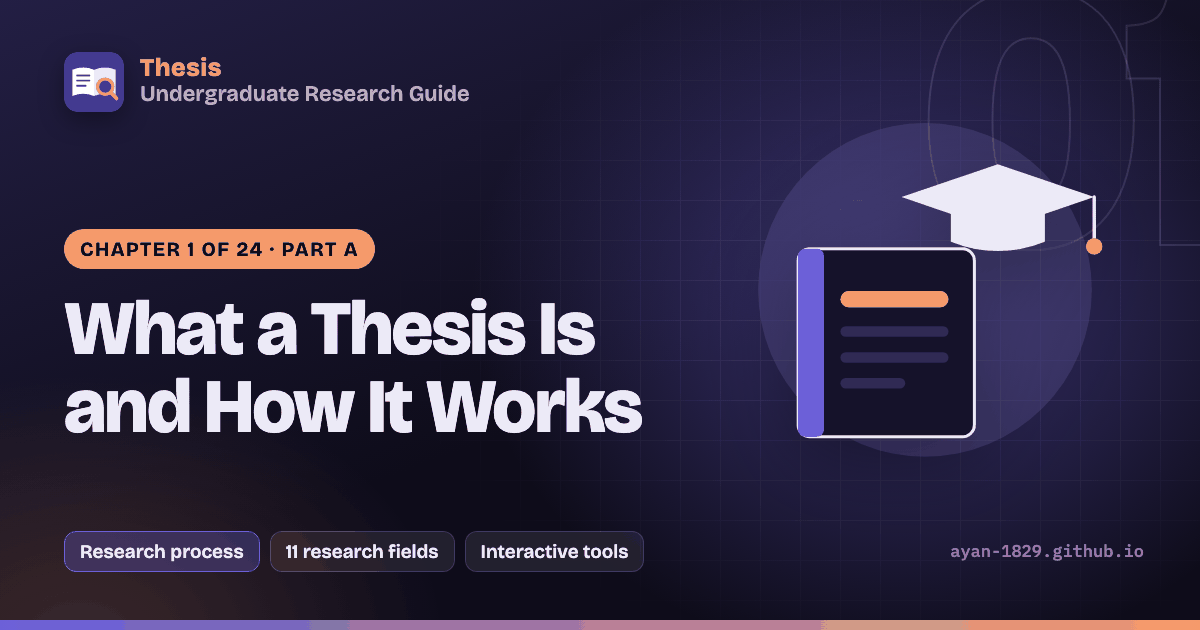 Thesis
Undergraduate Research Guide
01
CHAPTER 1 OF 24 · PART A
What a Thesis Is
and How It Works
Research process
11 research fields
Interactive tools
ayan-1829.github.io